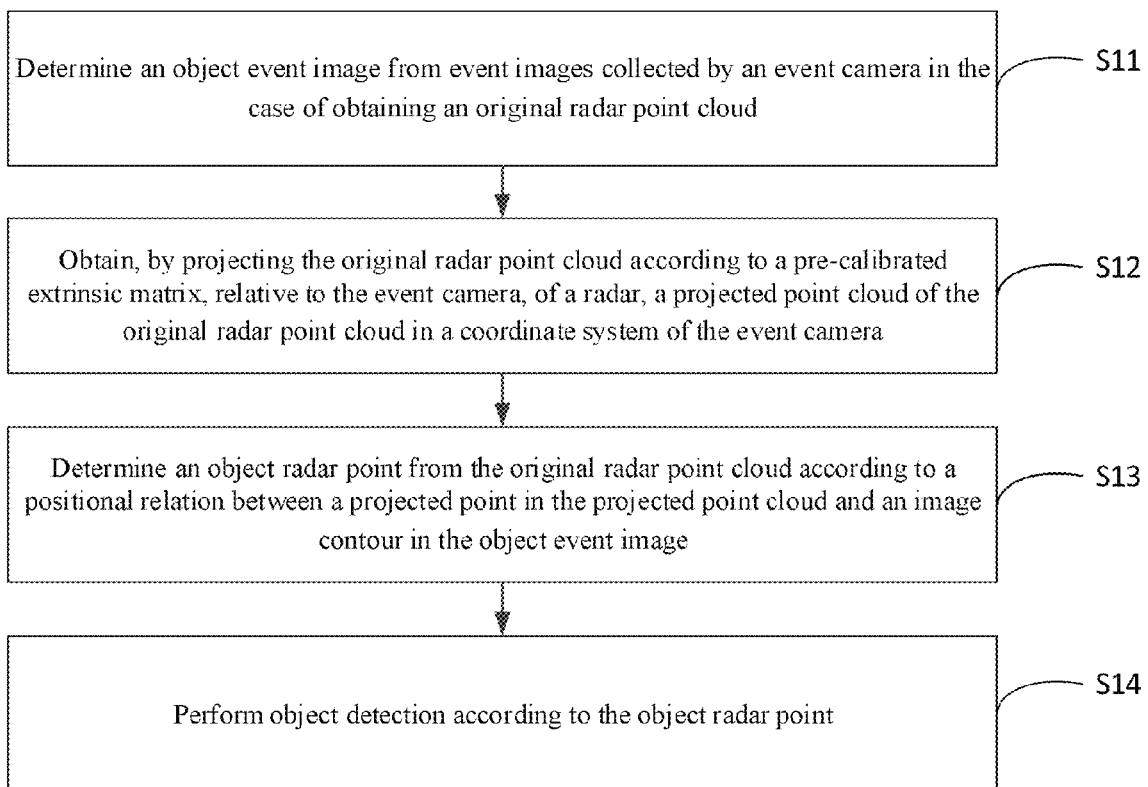 Determine an object event image from event images collected by an event camera in the
case of obtaining an original radar point cloud
S11
Obtain, by projecting the original radar point cloud according to a pre-calibrated
extrinsic matrix, relative to the event camera, of a radar, a projected point cloud of the
original radar point cloud in a coordinate system of the event camera
S12
Determine an object radar point from the original radar point cloud according to a
positional relation between a projected point in the projected point cloud and an image
contour in the object event image
S13
Perform object detection according to the object radar point
S14